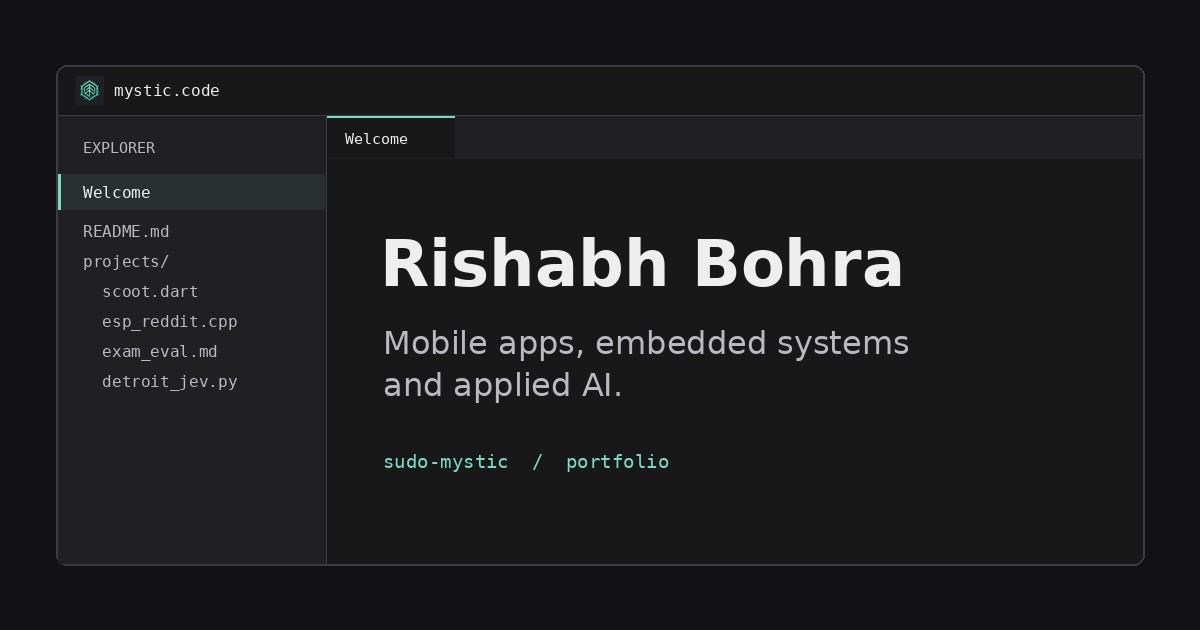 mystic.code
EXPLORER
Welcome
README.md
projects/
scoot.dart
esp_reddit.cpp
exam_eval.md
detroit_jev.py
Welcome
Rishabh Bohra
Mobile apps, embedded systems
and applied AI.
sudo-mystic / portfolio